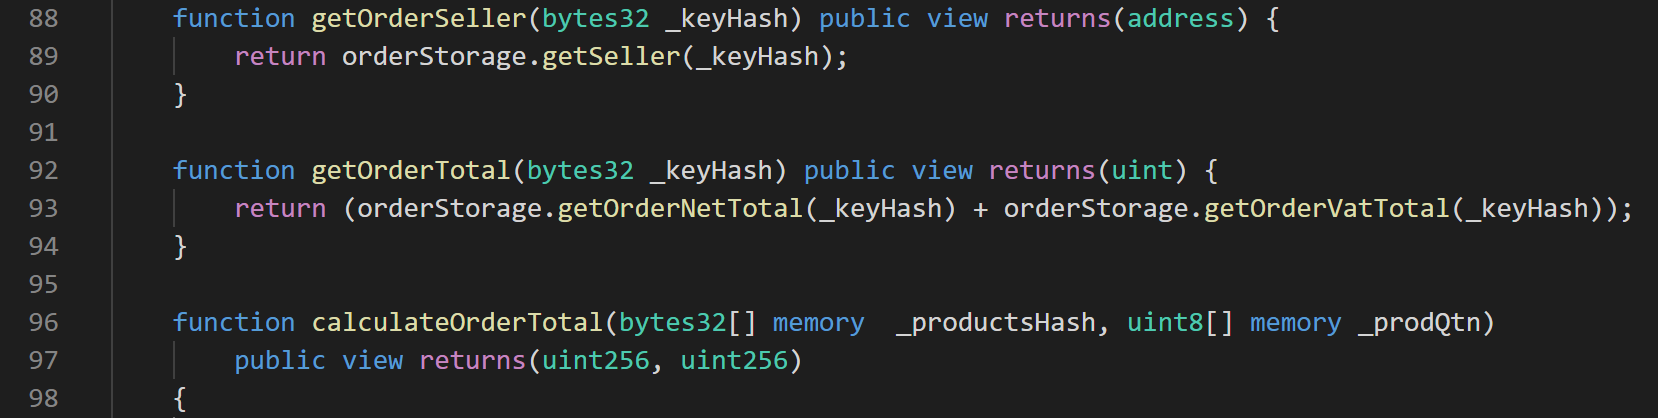 88 function getOrderSeller(bytes32 _keyHash) public view returns(address) {
89 return orderStorage.getSeller(_keyHash);
90 }
91
92 function getOrderTotal(bytes32 _keyHash) public view returns(uint) {
93 return (orderStorage.getOrderNetTotal(_keyHash) + orderStorage.getOrderVatTotal(_keyHash));
94 }
95
96 function calculateOrderTotal(bytes32[] memory  _productsHash, uint8[] memory _prodQtn)
97 public view returns(uint256, uint256)
98 {